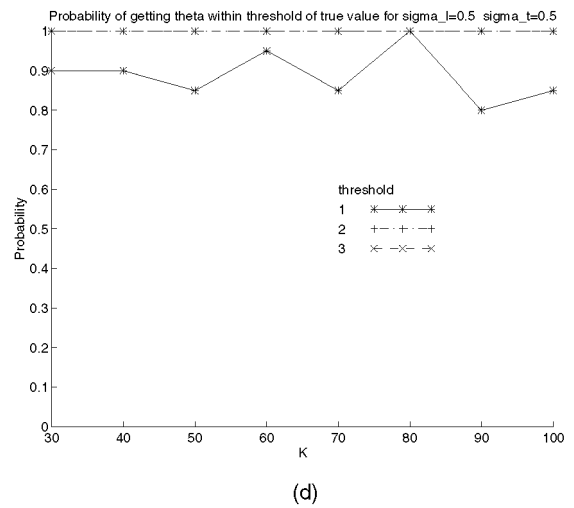 Probability of getting theta within threshold of true value for sigma_l=0.5 sigma_t=0.5
1
0.9
0.8
0.7
0.6
0.5
0.4
0.3
0.2
0.1
0
Probability
threshold
1
2
3
30 40 50 60 70 80 90 100
K
(d)